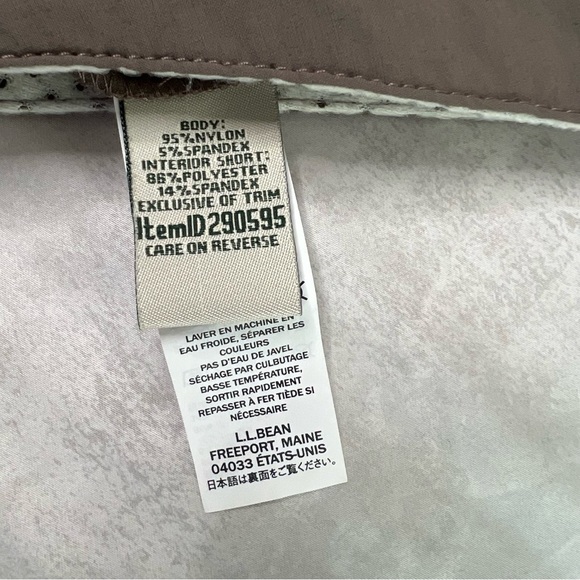 BODY:
95%NYLON
5%SPANDEX
INTERIOR SHORT:
86%POLYESTER
14%SPANDEX
EXCLUSIVE OF TRIM
ItemID 290595
CARE ON REVERSE
LAVER EN MACHINE EN
EAU FROIDE, SÉPARER LES
COULEURS
PAS D'EAU DE JAVEL
SÉCHAGE PAR CULBUTAGE
BASSE TEMPÉRATURE,
SORTIR RAPIDEMENT
REPASSER À FER TIÈDE SI
NÉCESSAIRE
L.L.BEAN
FREEPORT, MAINE
04033 ÉTATS-UNIS
日本語は裏面をご覧ください。